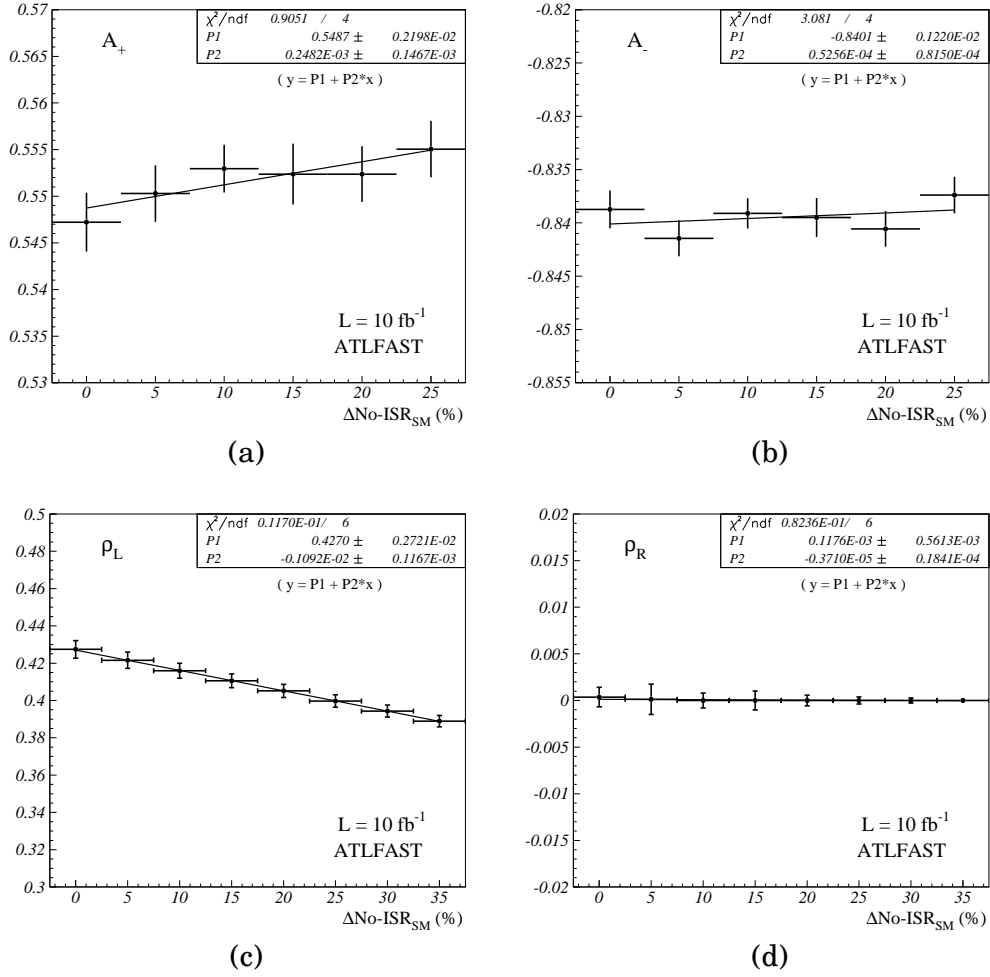 A+
χ²/ndf 0.9051 / 4
P1 0.5487 ± 0.2198E-02
P2 0.2482E-03 ± 0.1467E-03
( y = P1 + P2*x )
0.57
0.565
0.56
0.555
0.55
0.545
0.54
0.535
0.53
L = 10 fb-1
ATLFAST
0 5 10 15 20 25
ΔNo-ISRSM (%)
(a)
A-
χ²/ndf 3.081 / 4
P1 -0.8401 ± 0.1220E-02
P2 0.5256E-04 ± 0.8150E-04
( y = P1 + P2*x )
-0.82
-0.825
-0.83
-0.835
-0.84
-0.845
-0.85
-0.855
L = 10 fb-1
ATLFAST
0 5 10 15 20 25
ΔNo-ISRSM (%)
(b)
ρL
χ²/ndf 0.1170E-01/ 6
P1 0.4270 ± 0.2721E-02
P2 -0.1092E-02 ± 0.1167E-03
( y = P1 + P2*x )
0.5
0.48
0.46
0.44
0.42
0.4
0.38
0.36
0.34
0.32
0.3
L = 10 fb-1
ATLFAST
0 5 10 15 20 25 30 35
ΔNo-ISRSM (%)
(c)
ρR
χ²/ndf 0.8236E-01/ 6
P1 0.1176E-03 ± 0.5613E-03
P2 -0.3710E-05 ± 0.1841E-04
( y = P1 + P2*x )
0.02
0.015
0.01
0.005
0
-0.005
-0.01
-0.015
-0.02
L = 10 fb-1
ATLFAST
0 5 10 15 20 25 30 35
ΔNo-ISRSM (%)
(d)